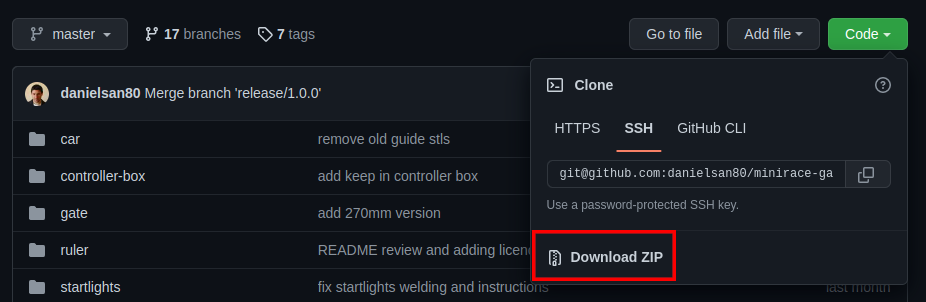 master 17 branches 7 tags Go to file Add file Code
danielsan80 Merge branch 'release/1.0.0'
Clone
HTTPS SSH GitHub CLI
git@github.com:danielsan80/minirace-ga
Use a password-protected SSH key.
Download ZIP
car remove old guide stls
controller-box add keep in controller box
gate add 270mm version
ruler README review and adding licen
startlights fix startlights welding and instructions last month